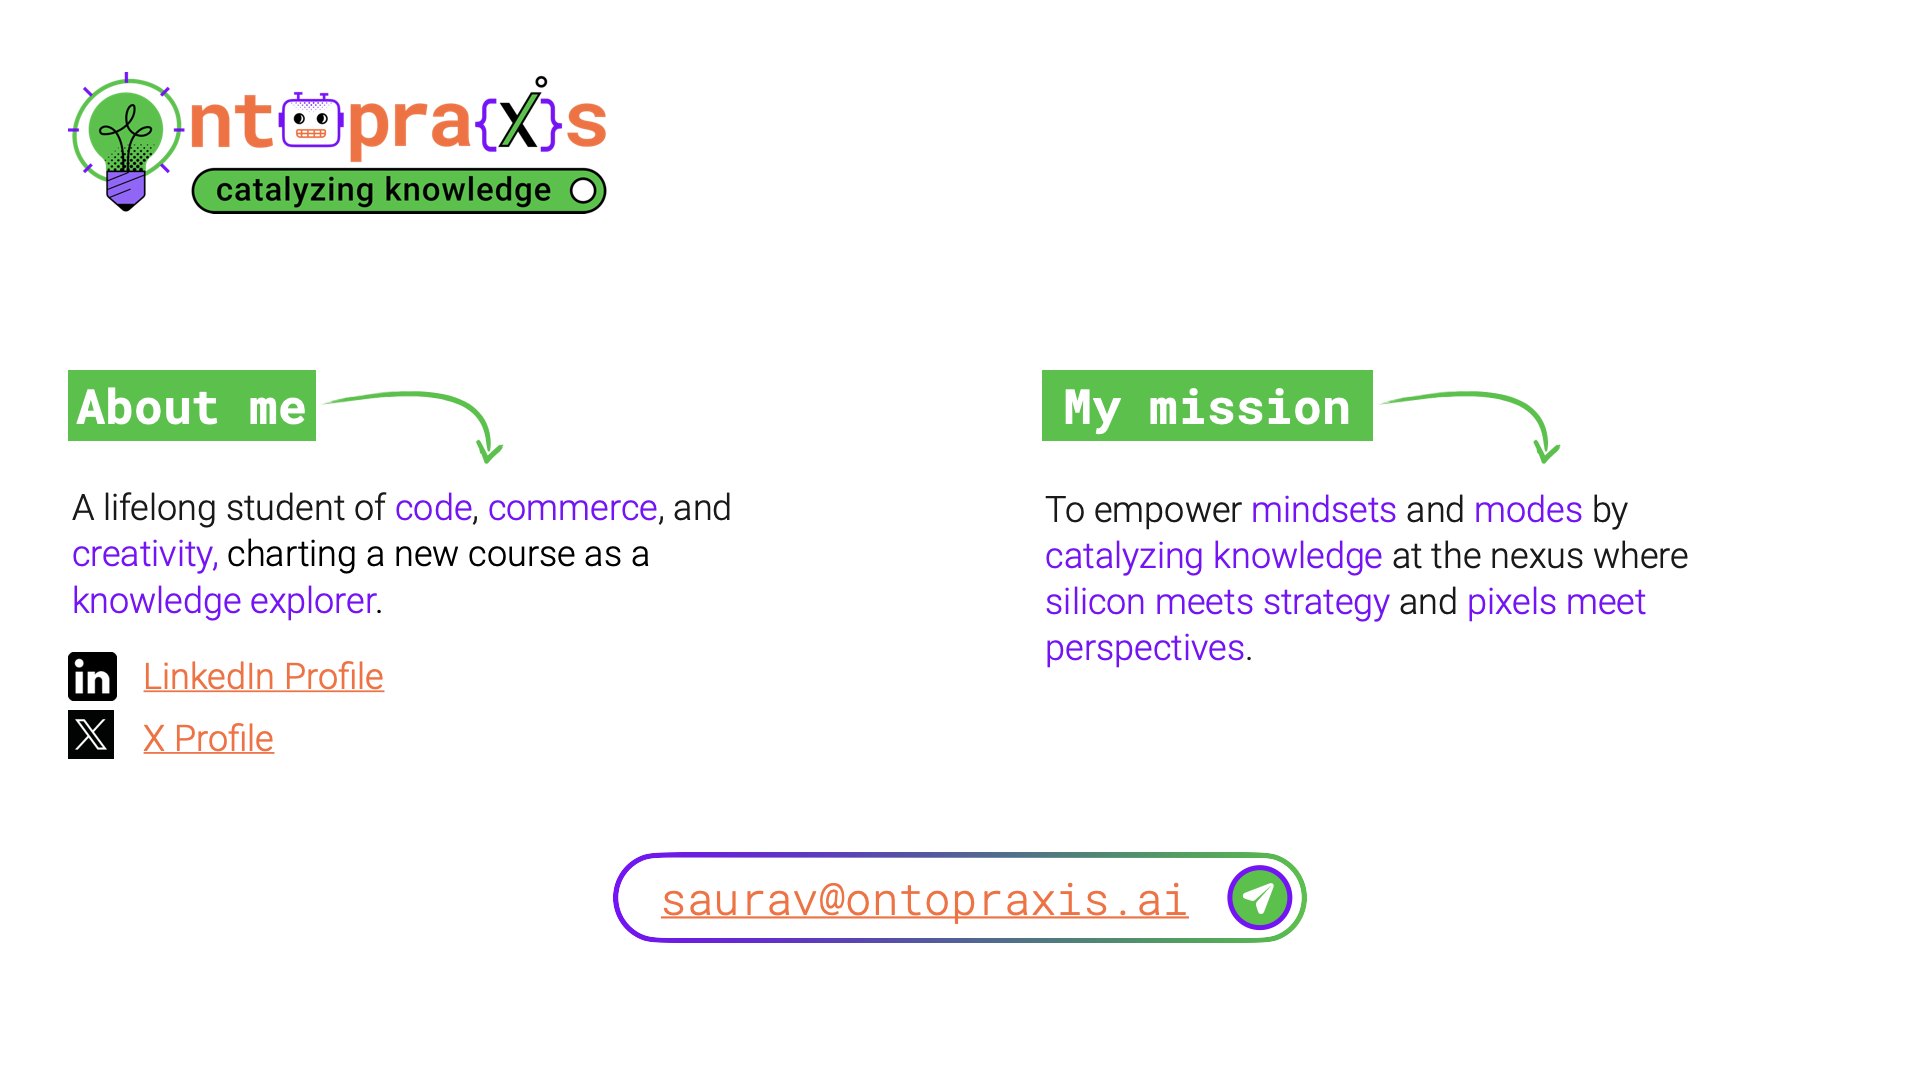 Ontopraxis
catalyzing knowledge
About me
A lifelong student of code, commerce, and
creativity, charting a new course as a
knowledge explorer.
in LinkedIn Profile
X X Profile
My mission
To empower mindsets and modes by
catalyzing knowledge at the nexus where
silicon meets strategy and pixels meet
perspectives.
saurav@ontopraxis.ai